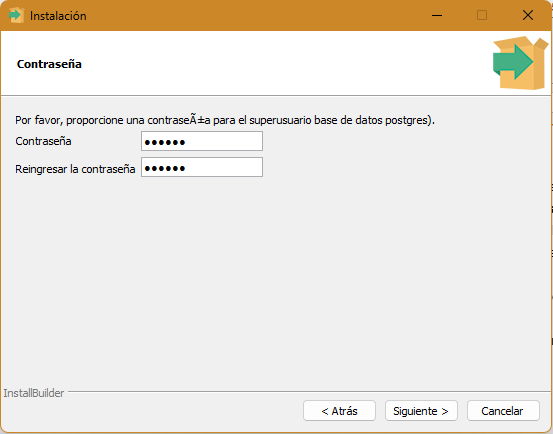 Instalación
Contraseña
Por favor, proporcione una contraseÃ±a para el superusuario base de datos postgres).
Contraseña ●●●●●●
Reingresar la contraseña ●●●●●●
InstallBuilder
< Atrás Siguiente > Cancelar